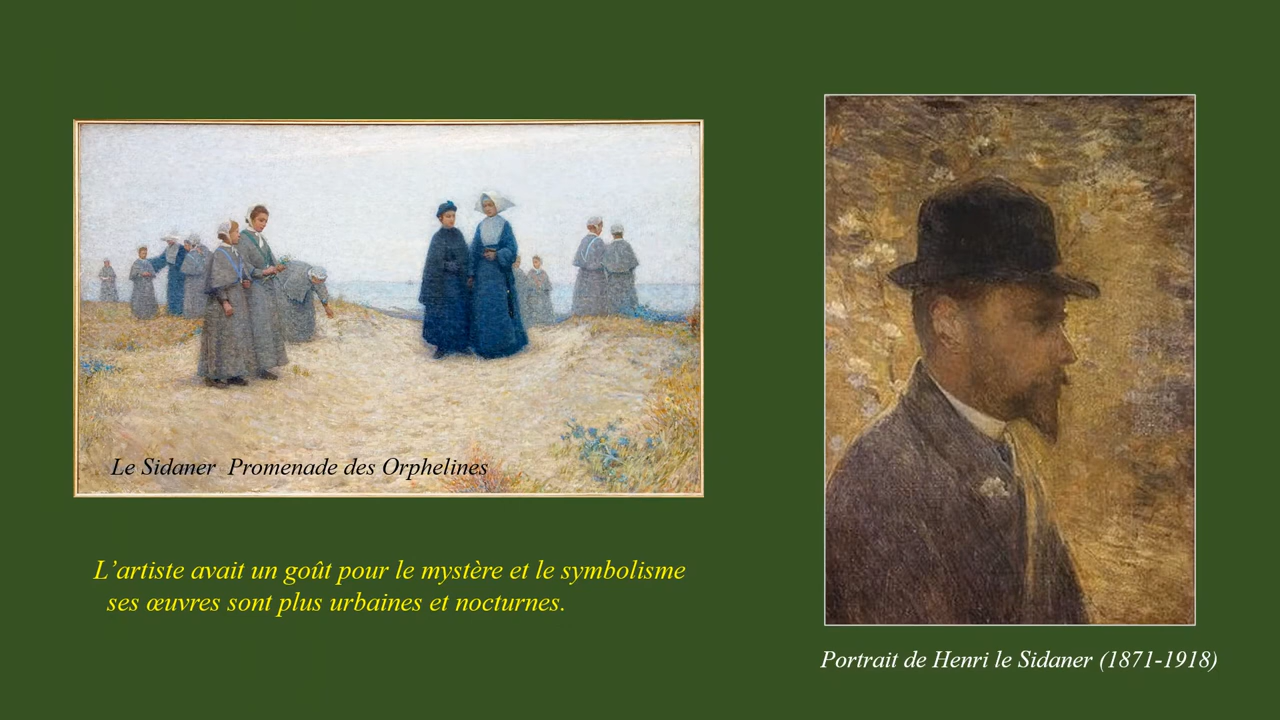 Le Sidaner Promenade des Orphelines
L’artiste avait un goût pour le mystère et le symbolisme
ses œuvres sont plus urbaines et nocturnes.
Portrait de Henri le Sidaner (1871-1918)